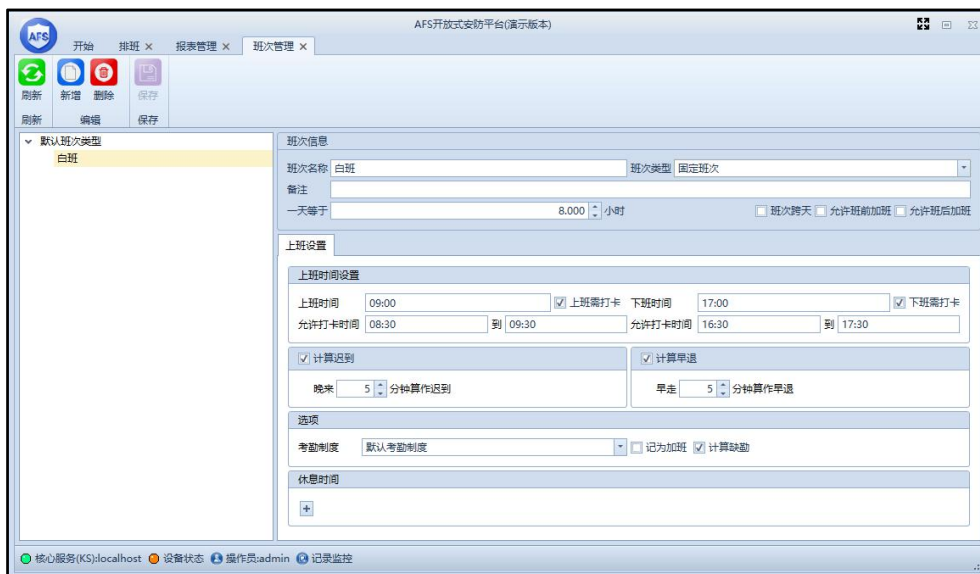 AFS开放式安防平台(演示版本)
AFS
开始 排班 报表管理 班次管理
刷新 新增 删除 保存
刷新 编辑 保存
默认班次类型
白班
班次信息
班次名称 白班 班次类型 固定班次
备注
一天等于 8.000 小时 班次跨天 允许班前加班 允许班后加班
上班设置
上班时间设置
上班时间 09:00 上班需打卡 下班时间 17:00 下班需打卡
允许打卡时间 08:30 到 09:30 允许打卡时间 16:30 到 17:30
计算迟到 计算早退
晚来 5 分钟算作迟到 早走 5 分钟算作早退
选项
考勤制度 默认考勤制度 记为加班 计算缺勤
休息时间
核心服务(KS):localhost 设备状态 操作员:admin 记录监控